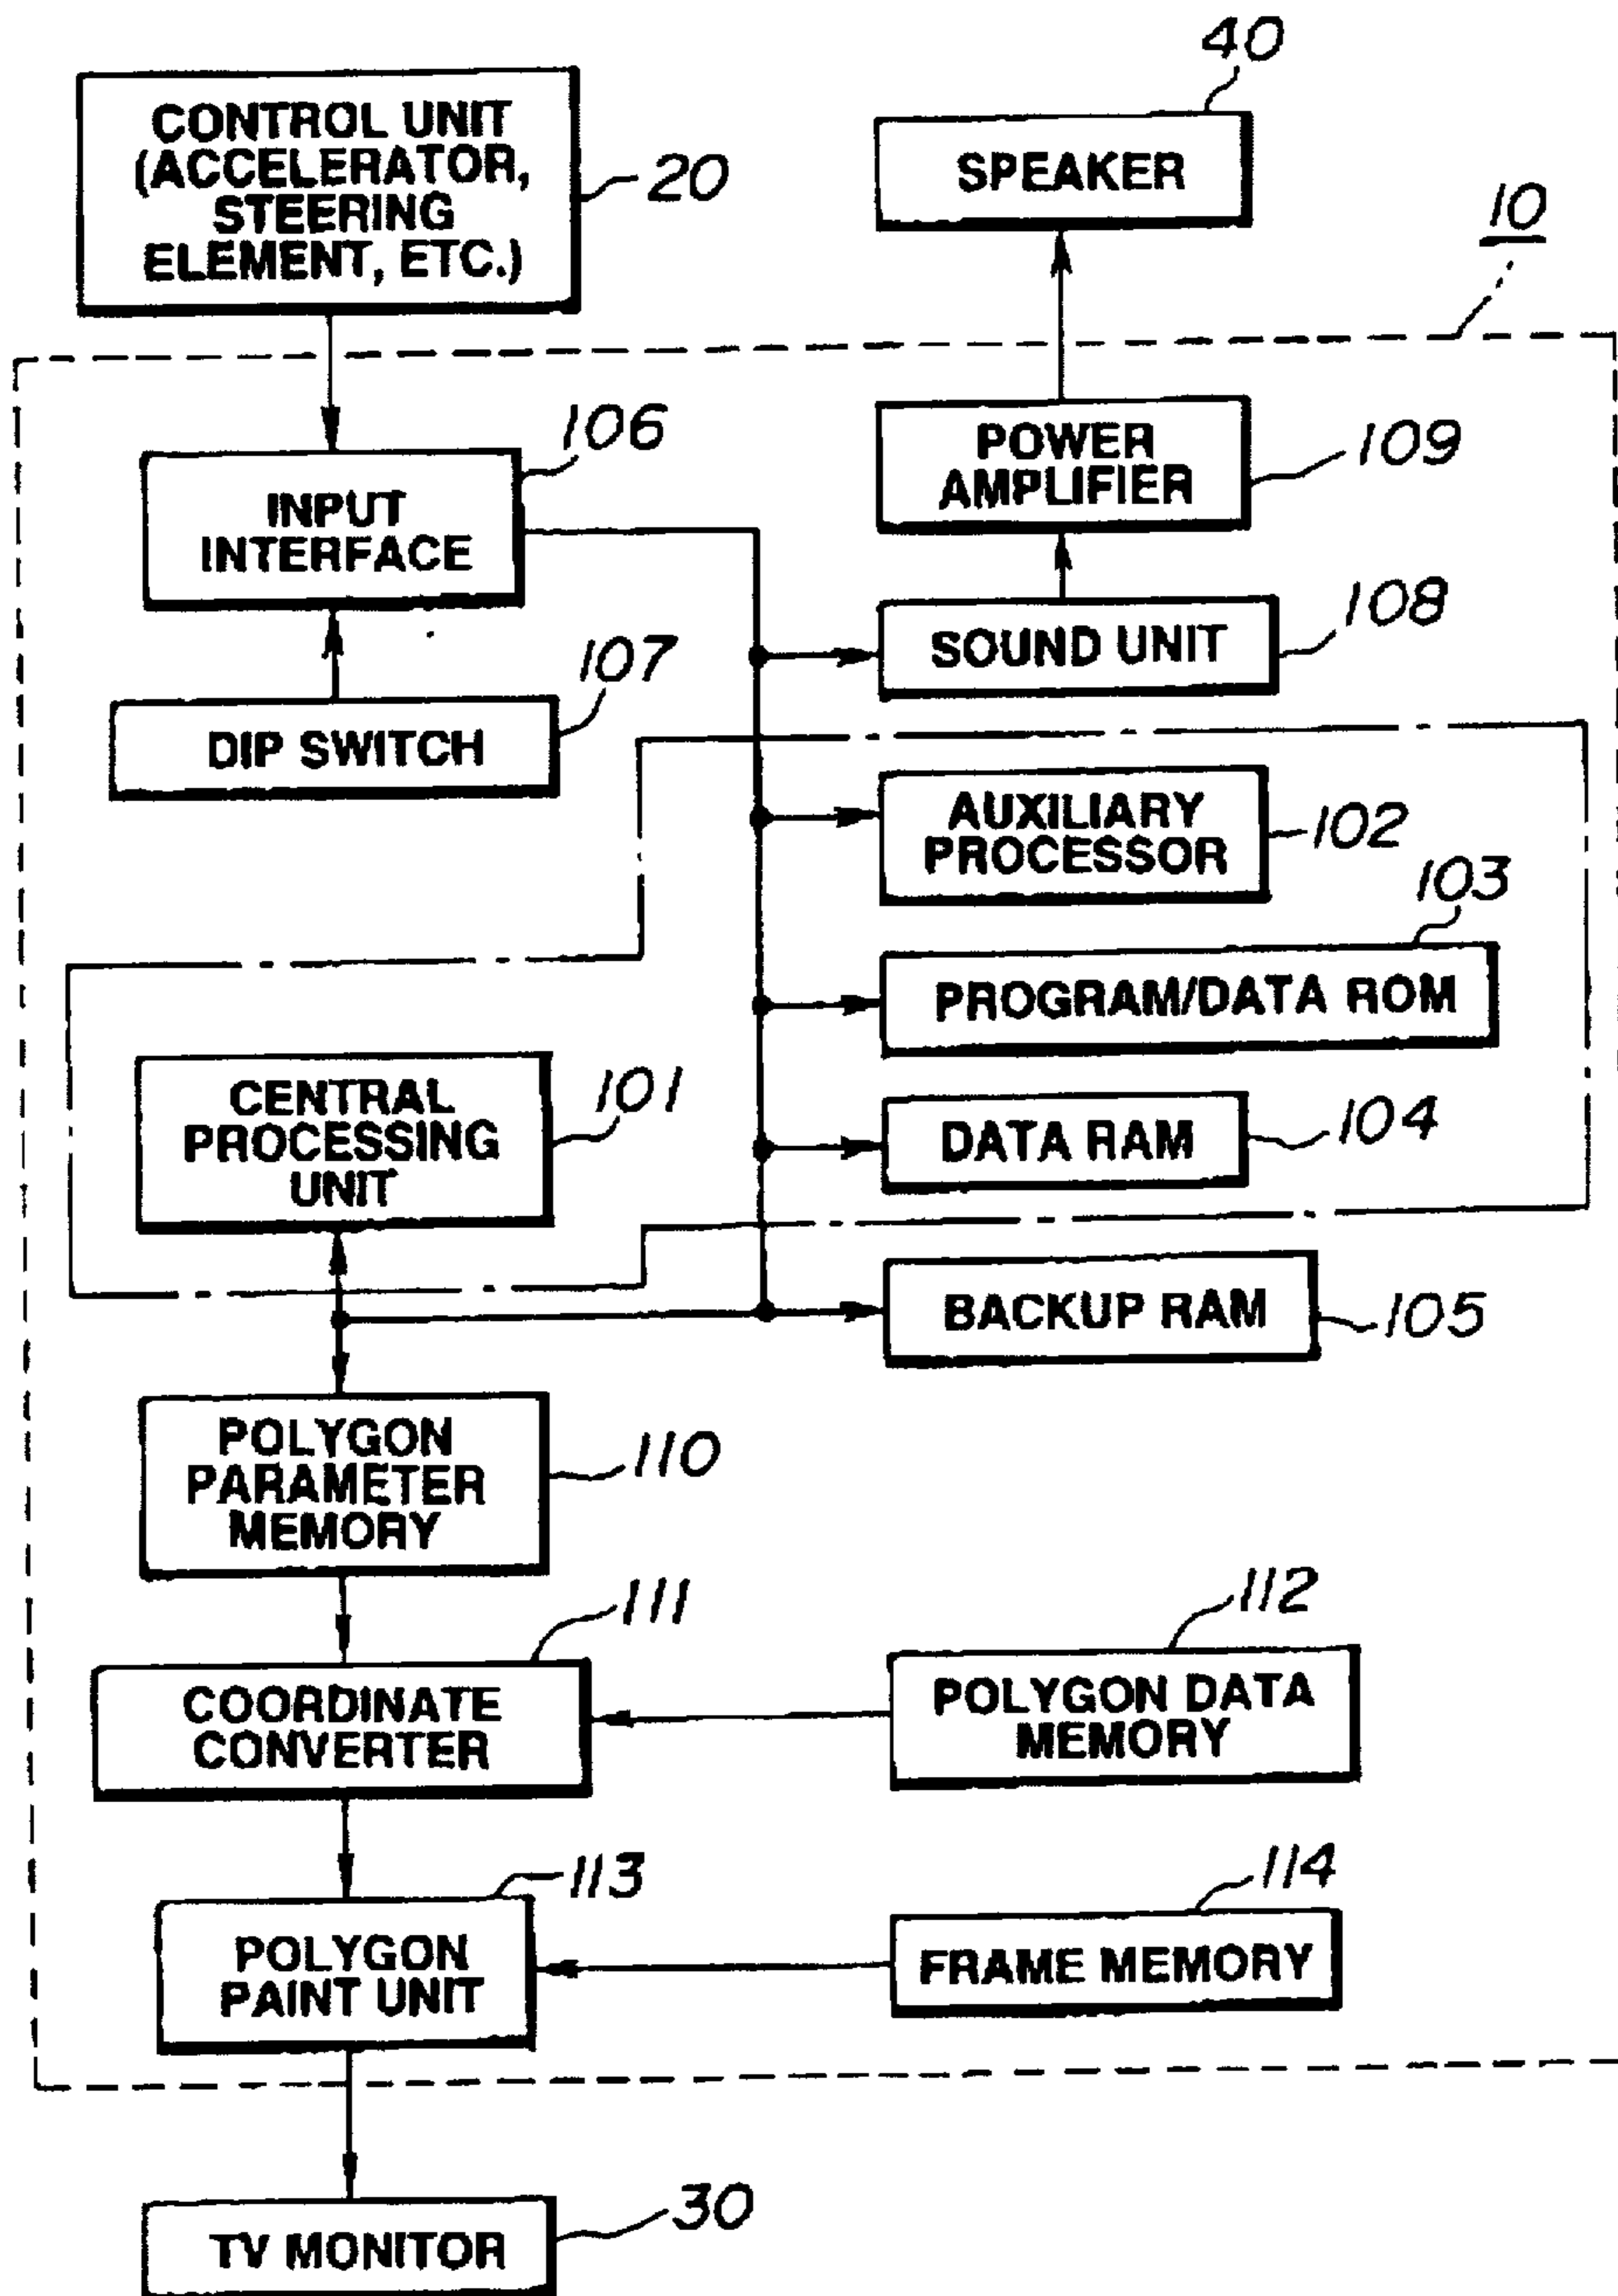 40
CONTROL UNIT
(ACCELERATOR,
STEERING
ELEMENT, ETC.)
20
SPEAKER
10
106
INPUT
INTERFACE
POWER
AMPLIFIER
109
107
DIP SWITCH
SOUND UNIT
108
AUXILIARY
PROCESSOR
102
103
PROGRAM/DATA ROM
CENTRAL
PROCESSING
UNIT
101
DATA RAM
104
BACKUP RAM
105
POLYGON
PARAMETER
MEMORY
110
111
COORDINATE
CONVERTER
112
POLYGON DATA
MEMORY
113
POLYGON
PAINT UNIT
114
FRAME MEMORY
TV MONITOR
30